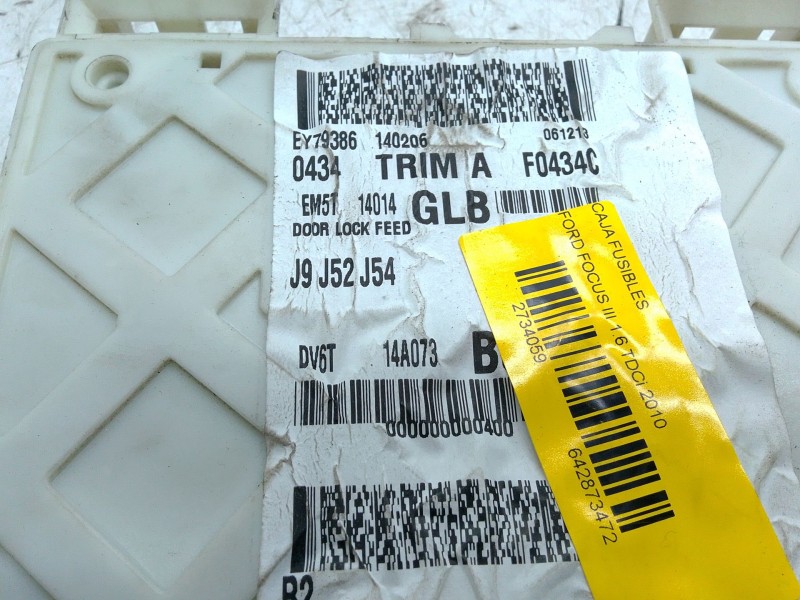 EY79386 140206 061213
0434 TRIM A F0434C
EM5T 14014 GLB
DOOR LOCK FEED
J9 J52 J54
DV6T 14A073 B
000000000400
B2
CAJA FUSIBLES
FORD FOCUS III 1.6 TDCi 2010
2734059
642873472